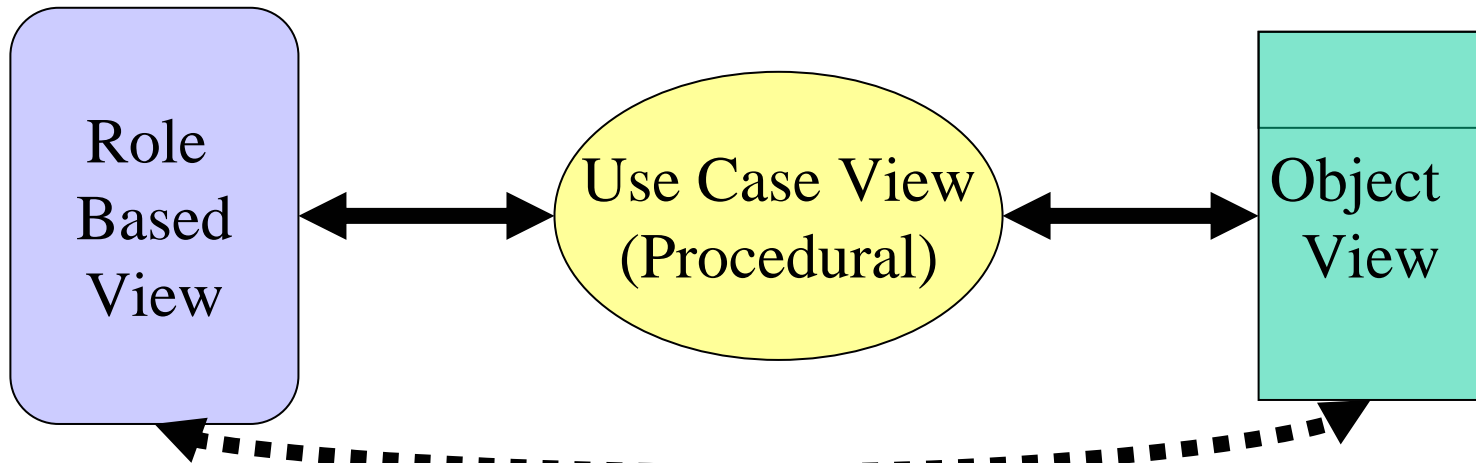 Role
Based
View
Use Case View
(Procedural)
Object
View